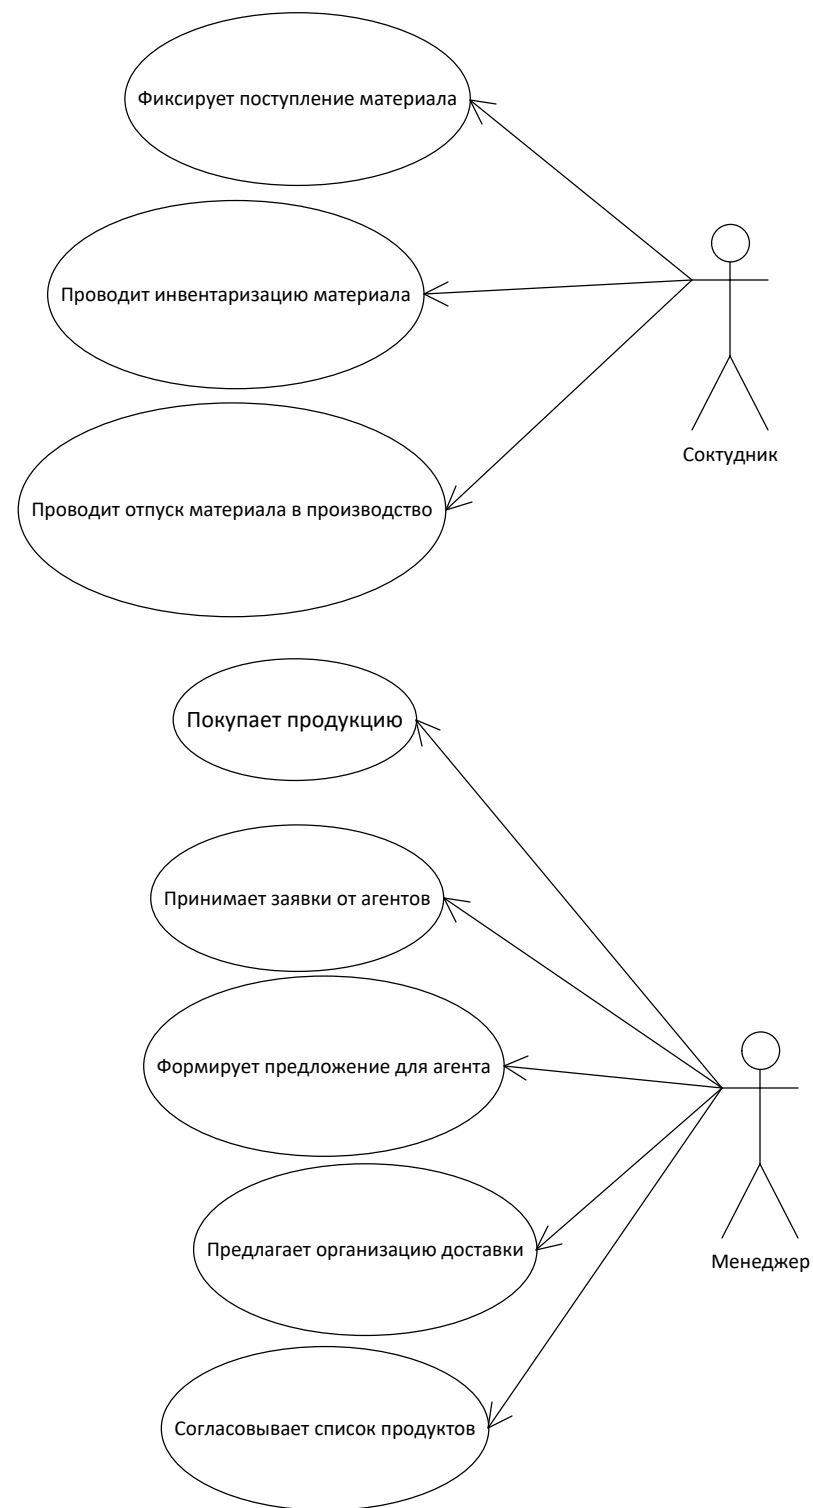 Фиксирует поступление материала
Проводит инвентаризацию материала
Соктудник
Проводит отпуск материала в производство
Покупает продукцию
Принимает заявки от агентов
Формирует предложение для агента
Предлагает организацию доставки
Менеджер
Согласовывает список продуктов